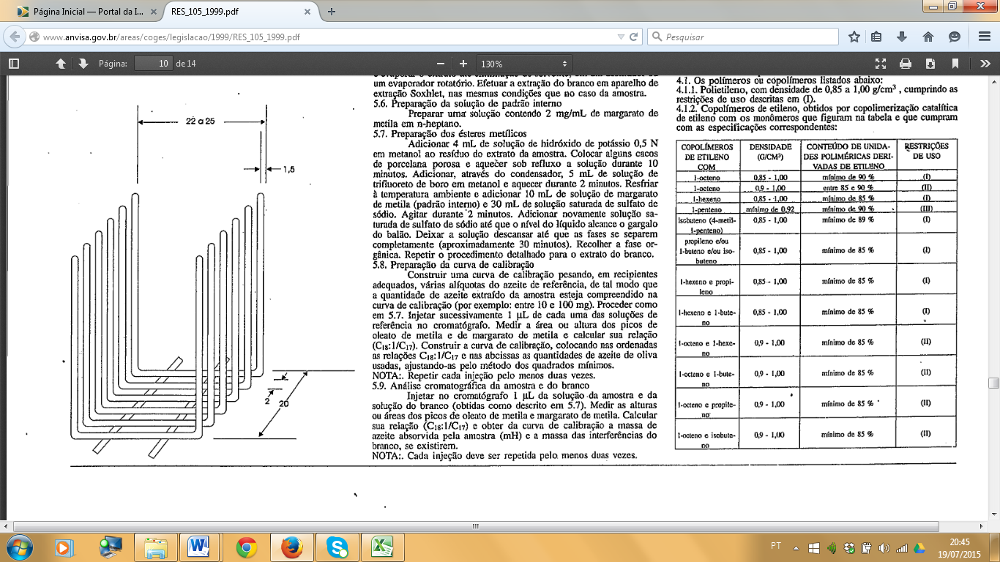 Página Inicial — Portal da I...
RES_105_1999.pdf
www.anvisa.gov.br/areas/coges/legislacao/1999/RES_105_1999.pdf
Pesquisar
Página: 10 de 14
130%
22 a 25
1,5
2
20
um evaporador rotatório. Efetuar a extração do branco em aparelho de
extração Soxhlet, nas mesmas condições que no caso da amostra.
5.6. Preparação da solução de padrão interno
Preparar uma solução contendo 2 mg/mL de margarato de
metila em n-heptano.
5.7. Preparação dos ésteres metílicos
Adicionar 4 mL de solução de hidróxido de potássio 0,5 N
em metanol ao resíduo do extrato da amostra. Colocar alguns cacos
de porcelana porosa e aquecer sob refluxo a solução durante 10
minutos. Adicionar, através do condensador, 5 mL de solução de
trifluoreto de boro em metanol e aquecer durante 2 minutos. Resfriar
à temperatura ambiente e adicionar 10 mL de solução de margarato
de metila (padrão interno) e 30 mL de solução saturada de sulfato de
sódio. Agitar durante 2 minutos. Adicionar novamente solução sa-
turada de sulfato de sódio até que o nível do líquido alcance o gargalo
do balão. Deixar a solução descansar até que as fases se separem
completamente (aproximadamente 30 minutos). Recolher a fase or-
gânica. Repetir o procedimento detalhado para o extrato do branco.
5.8. Preparação da curva de calibração
Construir uma curva de calibração pesando, em recipientes
adequados, várias alíquotas do azeite de referência, de tal modo que
a quantidade de azeite extraído da amostra esteja compreendido na
curva de calibração (por exemplo: entre 10 e 100 mg). Proceder como
em 5.7. Injetar sucessivamente 1 µL de cada uma das soluções de
referência no cromatógrafo. Medir a área ou altura dos picos de
oleato de metila e de margarato de metila e calcular sua relação
(C18:1/C17). Construir a curva de calibração, colocando nas ordenadas
as relações C18:1/C17 e nas abcissas as quantidades de azeite de oliva
usadas, ajustando-as pelo método dos quadrados mínimos.
NOTA:. Repetir cada injeção pelo menos duas vezes.
5.9. Análise cromatográfica da amostra e do branco
Injetar no cromatógrafo 1 µL da solução da amostra e da
solução do branco (obtidas como descrito em 5.7). Medir as alturas
ou áreas dos picos de oleato de metila e margarato de metila. Calcular
sua relação (C18:1/C17) e obter da curva de calibração a massa de
azeite absorvida pela amostra (mH) e a massa das interferências do
branco, se existirem.
NOTA:. Cada injeção deve ser repetida pelo menos duas vezes.
4.1. Os polímeros ou copolímeros listados abaixo:
4.1.1. Polietileno, com densidade de 0,85 a 1,00 g/cm³ , cumprindo as
restrições de uso descritas em (I).
4.1.2. Copolímeros de etileno, obtidos por copolimerização catalítica
de etileno com os monômeros que figuram na tabela e que cumpram
com as especificações correspondentes:
COPOLÍMEROS DENSIDADE CONTEÚDO DE UNIDA- RESTRIÇÕES
DE ETILENO (G/CM³) DES POLIMÉRICAS DERI- DE USO
COM VADAS DE ETILENO
1-octeno 0,85 - 1,00 mínimo de 90 % (I)
1-octeno 0,9 - 1,00 entre 85 e 90 % (II)
1-hexeno 0,85 - 1,00 mínimo de 85 % (I)
1-penteno mínimo de 0,92 mínimo de 90 % (III)
isobuteno (4-metil- 0,85 - 1,00 mínimo de 89 % (I)
1-penteno)
propileno e/ou
1-buteno e/ou iso- 0,85 - 1,00 mínimo de 85 % (I)
buteno
1-hexeno e propi- 0,85 - 1,00 mínimo de 85 % (I)
leno
1-hexeno e 1-bute- 0,85 - 1,00 mínimo de 85 % (I)
no
1-octeno e 1-hexe- 0,9 - 1,00 mínimo de 85 % (II)
no
1-octeno e 1-bute- 0,9 - 1,00 mínimo de 85 % (II)
no
1-octeno e propile- 0,9 - 1,00 mínimo de 85 % (II)
no
1-octeno e isobute- 0,9 - 1,00 mínimo de 85 % (II)
no
PT
20:45
19/07/2015